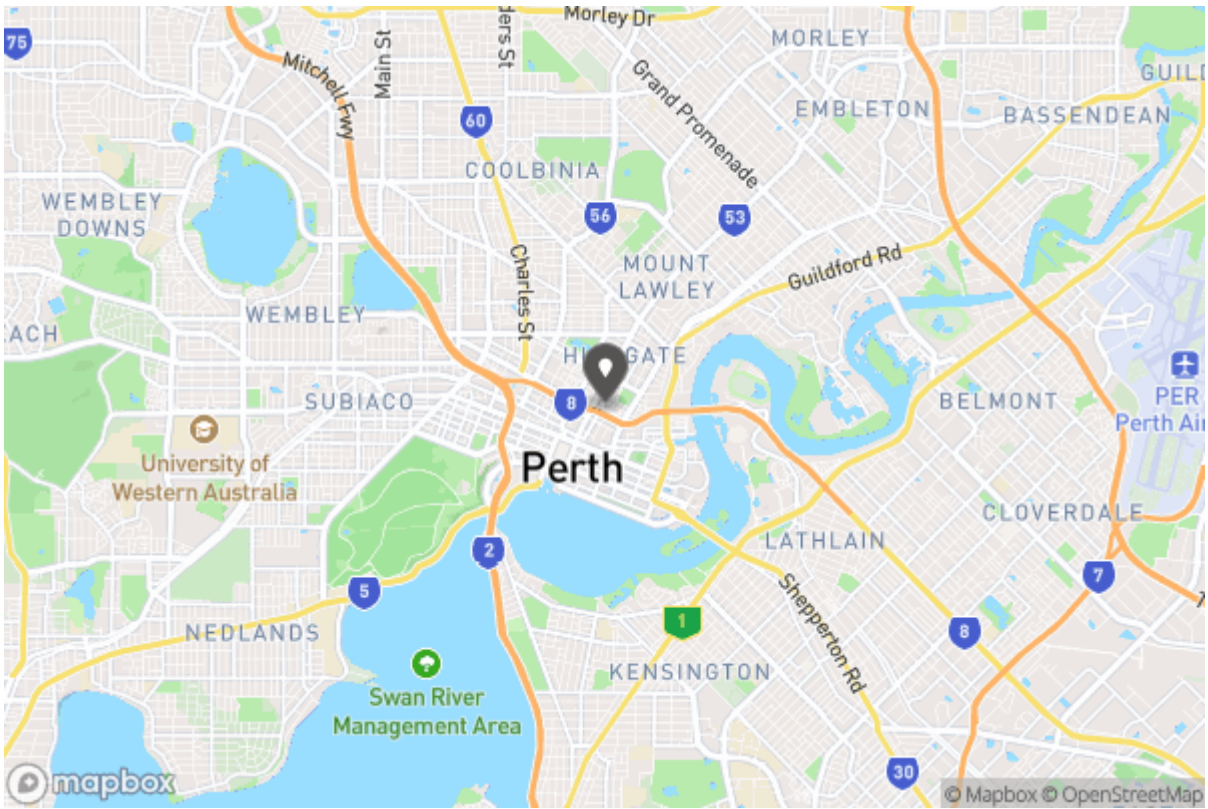 75
Main St
ders St
Morley Dr
MORLEY
Mitchell Fwy
Grand Promenade
GUILD
60
EMBLETON
BASSENDEAN
COOLBINIA
WEMBLEY
DOWNS
56
53
Charles St
MOUNT
LAWLEY
Guildford Rd
WEMBLEY
ACH
GATE
PER
Perth Air
SUBIACO
8
BELMONT
University of
Western Australia
Perth
CLOVERDALE
2
LATHLAIN
5
7
Shepperton Rd
NEDLANDS
1
8
Swan River
Management Area
KENSINGTON
30
mapbox
© Mapbox © OpenStreetMap